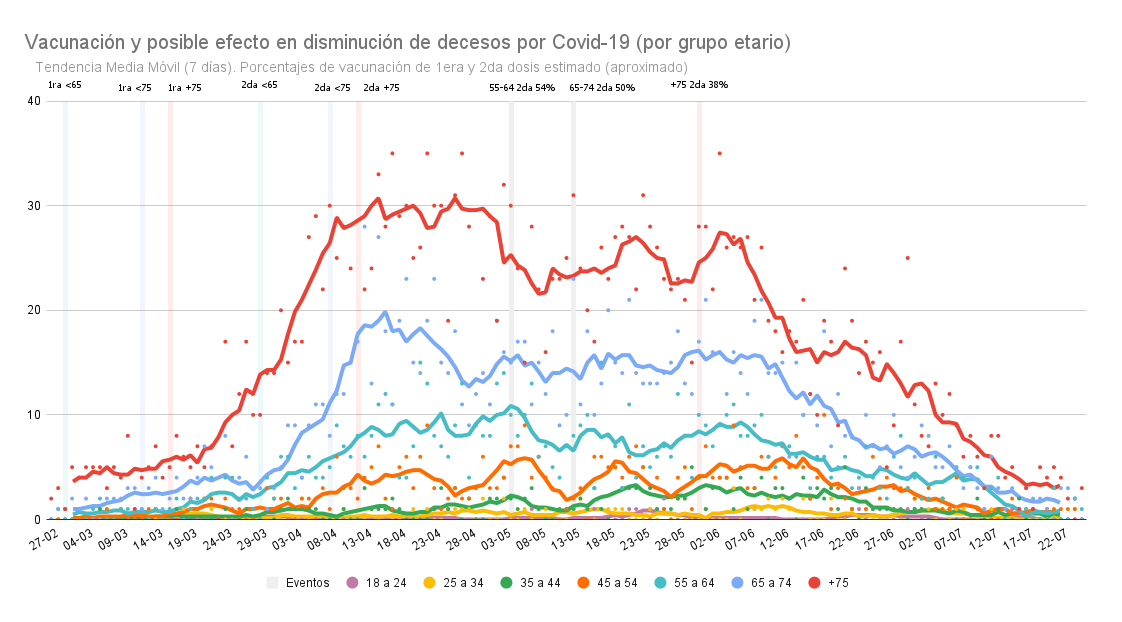 Vacunación y posible efecto en disminución de decesos por Covid-19 (por grupo etario)
Tendencia Media Móvil (7 días). Porcentajes de vacunación de 1era y 2da dosis estimado (aproximado)
1ra <65 1ra <75 1ra +75 2da <65 2da <75 2da +75 55-64 2da 54% 65-74 2da 50% +75 2da 38%
40
30
20
10
0
27-02 04-03 09-03 14-03 19-03 24-03 29-03 03-04 08-04 13-04 18-04 23-04 28-04 03-05 08-05 13-05 18-05 23-05 28-05 02-06 07-06 12-06 17-06 22-06 27-06 02-07 07-07 12-07 17-07 22-07
Eventos 18 a 24 25 a 34 35 a 44 45 a 54 55 a 64 65 a 74 +75